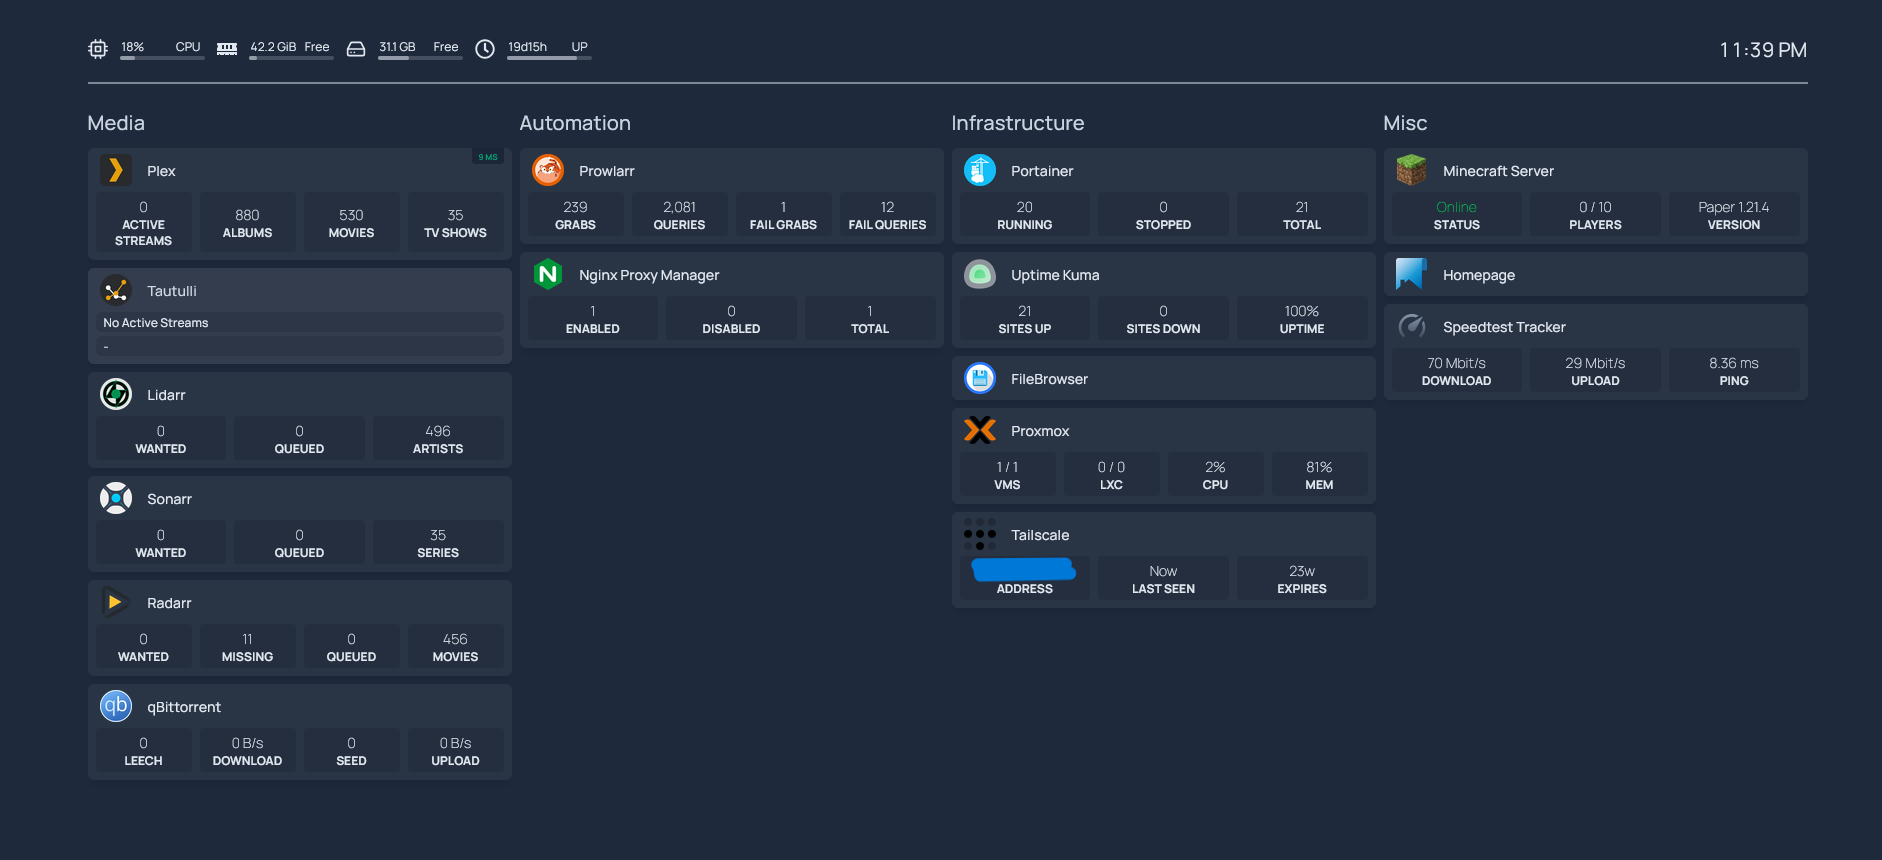 18% CPU 42.2 GiB Free 31.1 GB Free 19d15h UP 11:39 PM
Media
9 MS
Plex
0 880 530 35
ACTIVE STREAMS ALBUMS MOVIES TV SHOWS
Tautulli
No Active Streams
-
Lidarr
0 0 496
WANTED QUEUED ARTISTS
Sonarr
0 0 35
WANTED QUEUED SERIES
Radarr
0 11 0 456
WANTED MISSING QUEUED MOVIES
qb qBittorrent
0 0 B/s 0 0 B/s
LEECH DOWNLOAD SEED UPLOAD
Automation
Prowlarr
239 2,081 1 12
GRABS QUERIES FAIL GRABS FAIL QUERIES
N Nginx Proxy Manager
1 0 1
ENABLED DISABLED TOTAL
Infrastructure
Portainer
20 0 21
RUNNING STOPPED TOTAL
Uptime Kuma
21 0 100%
SITES UP SITES DOWN UPTIME
FileBrowser
Proxmox
1 / 1 0 / 0 2% 81%
VMS LXC CPU MEM
Tailscale
Now 23w
ADDRESS LAST SEEN EXPIRES
Misc
Minecraft Server
Online 0 / 10 Paper 1.21.4
STATUS PLAYERS VERSION
Homepage
Speedtest Tracker
70 Mbit/s 29 Mbit/s 8.36 ms
DOWNLOAD UPLOAD PING